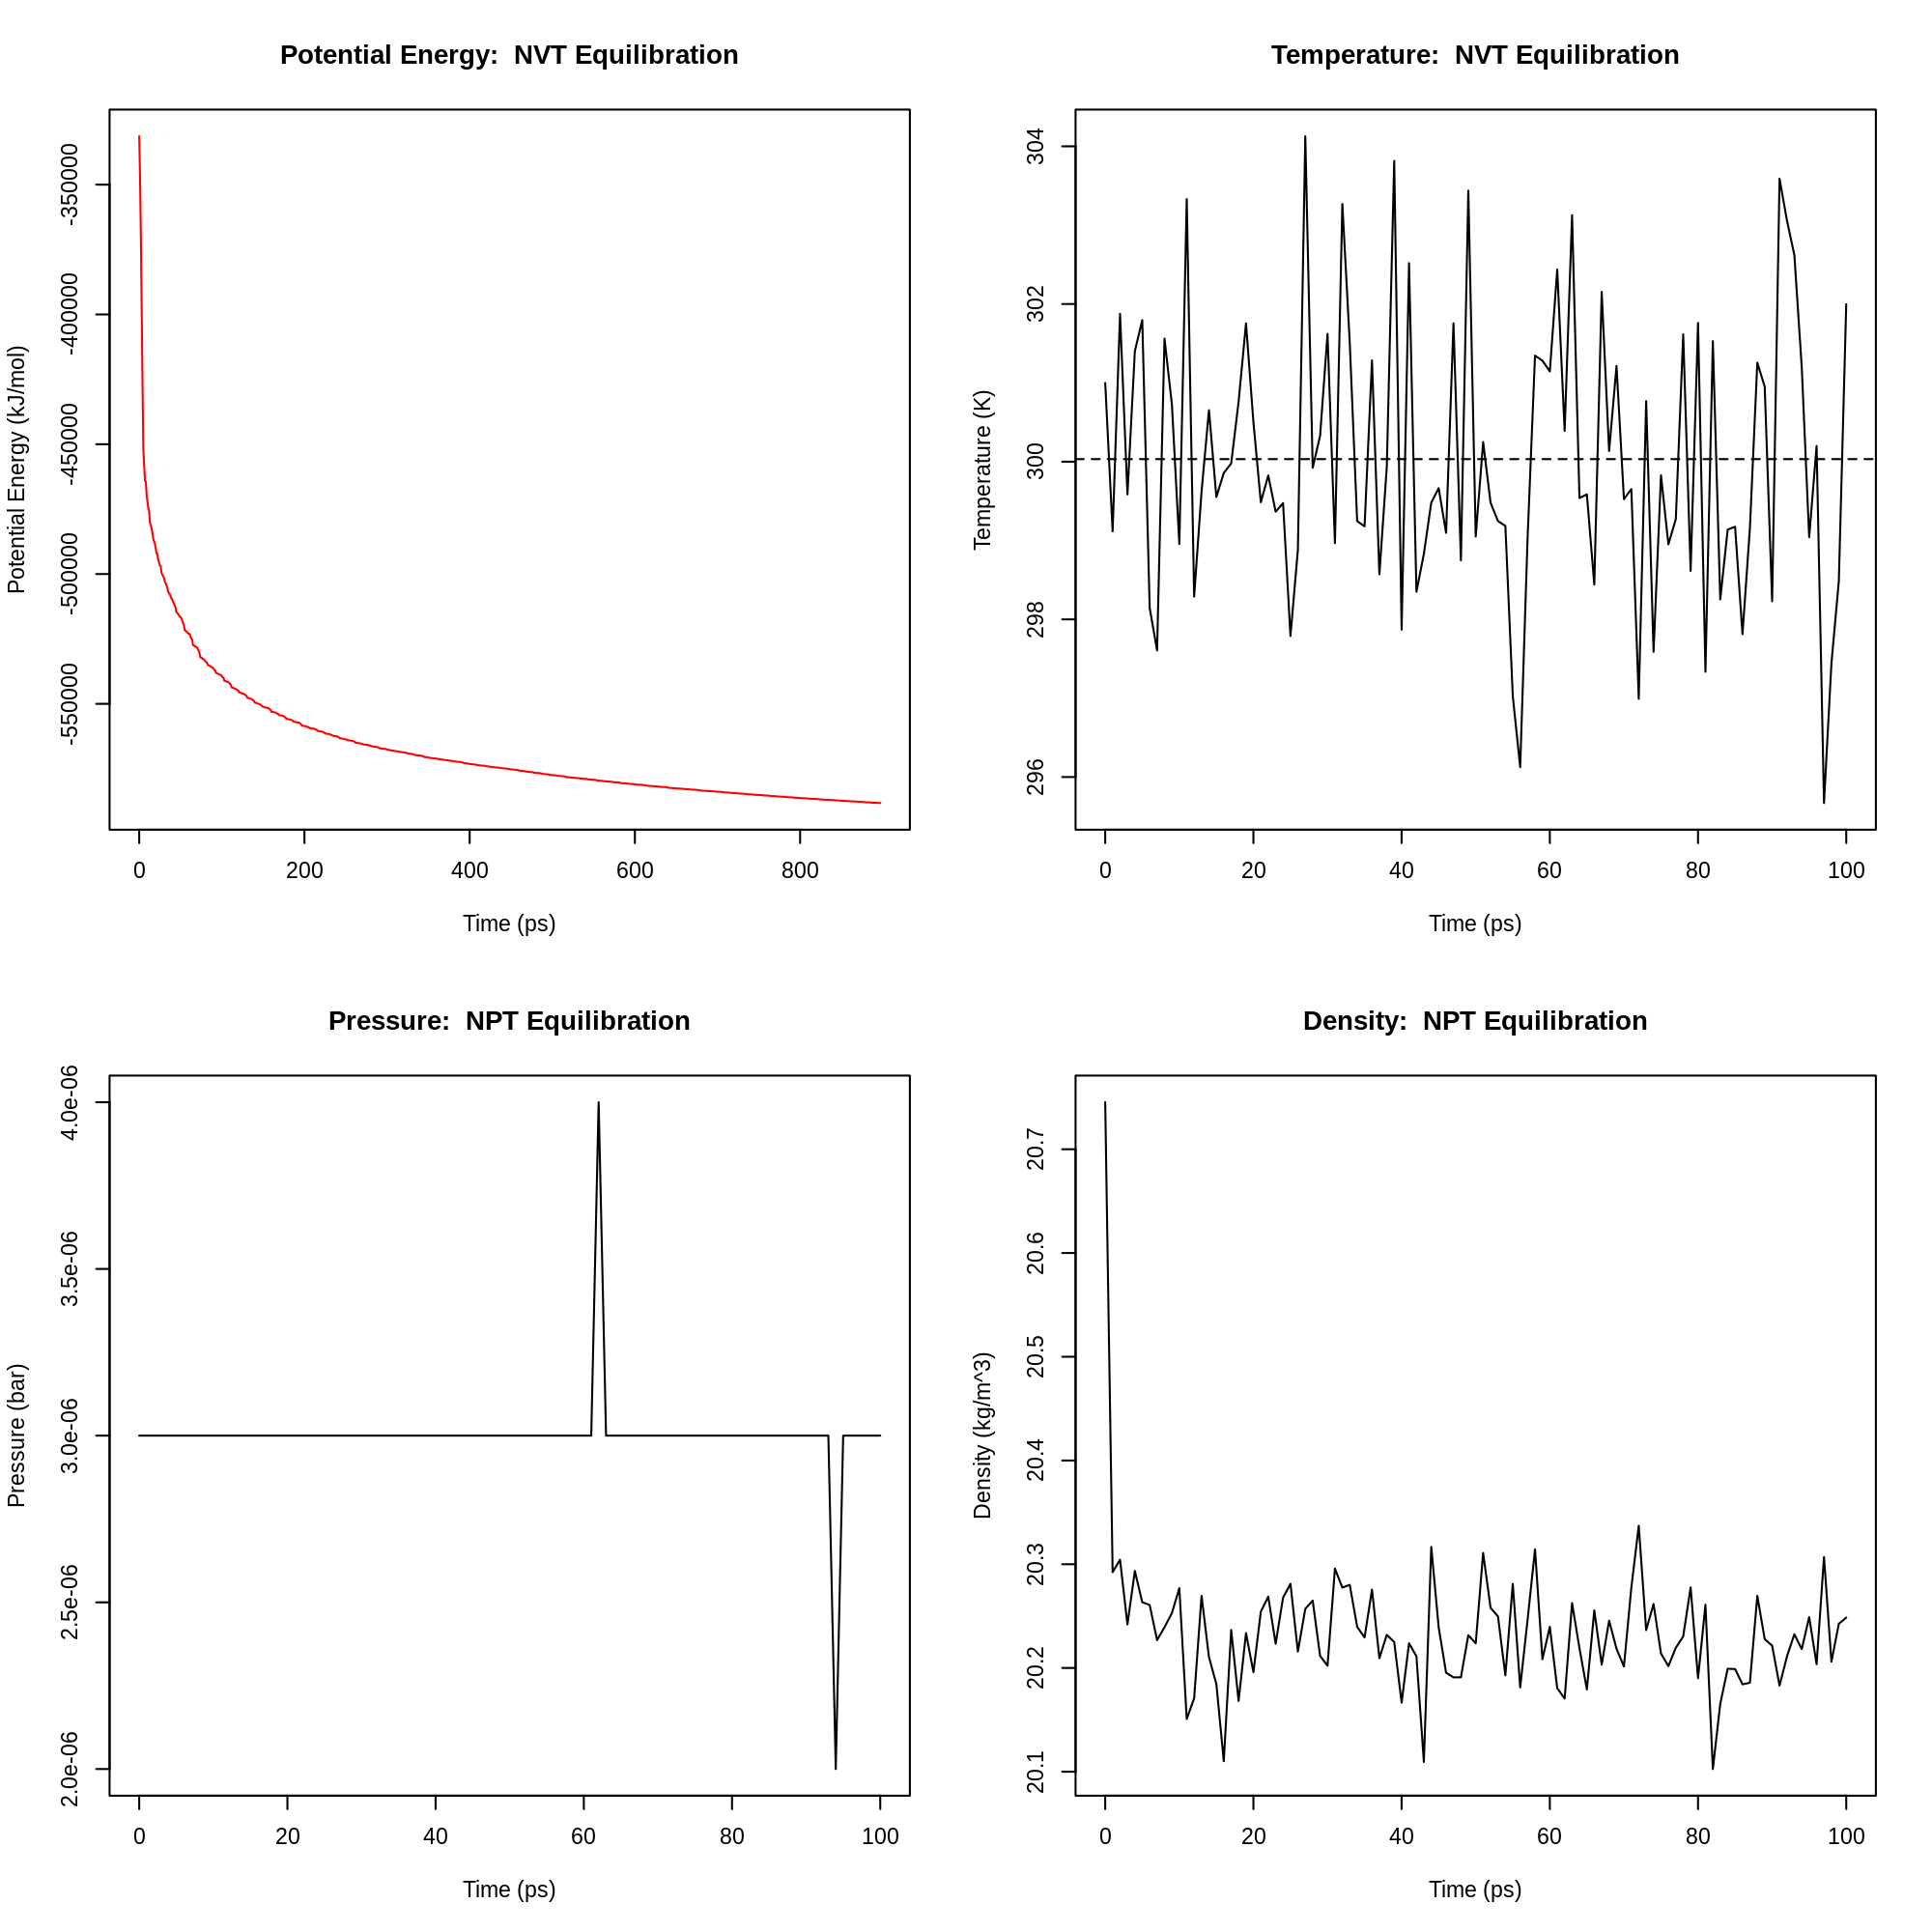 Potential Energy:  NVT Equilibration
Potential Energy (kJ/mol)
-350000
-400000
-450000
-500000
-550000
0 200 400 600 800
Time (ps)
Temperature:  NVT Equilibration
Temperature (K)
304
302
300
298
296
0 20 40 60 80 100
Time (ps)
Pressure:  NPT Equilibration
Pressure (bar)
4.0e-06
3.5e-06
3.0e-06
2.5e-06
2.0e-06
0 20 40 60 80 100
Time (ps)
Density:  NPT Equilibration
Density (kg/m^3)
20.7
20.6
20.5
20.4
20.3
20.2
20.1
0 20 40 60 80 100
Time (ps)